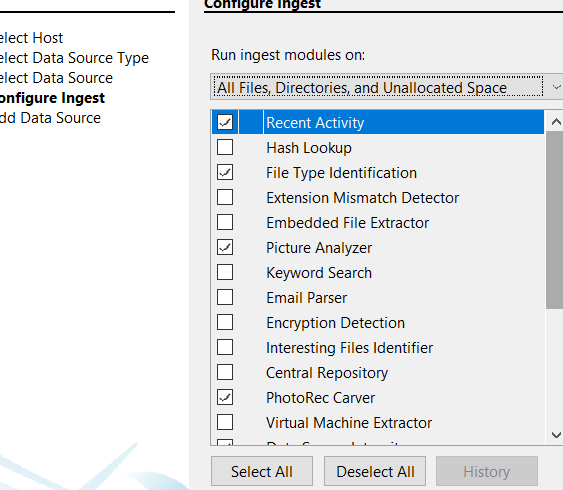 Configure Ingest
elect Host
elect Data Source Type
elect Data Source
onfigure Ingest
dd Data Source
Run ingest modules on:
All Files, Directories, and Unallocated Space
Recent Activity
Hash Lookup
File Type Identification
Extension Mismatch Detector
Embedded File Extractor
Picture Analyzer
Keyword Search
Email Parser
Encryption Detection
Interesting Files Identifier
Central Repository
PhotoRec Carver
Virtual Machine Extractor
Data Source Integrity
Select All
Deselect All
History